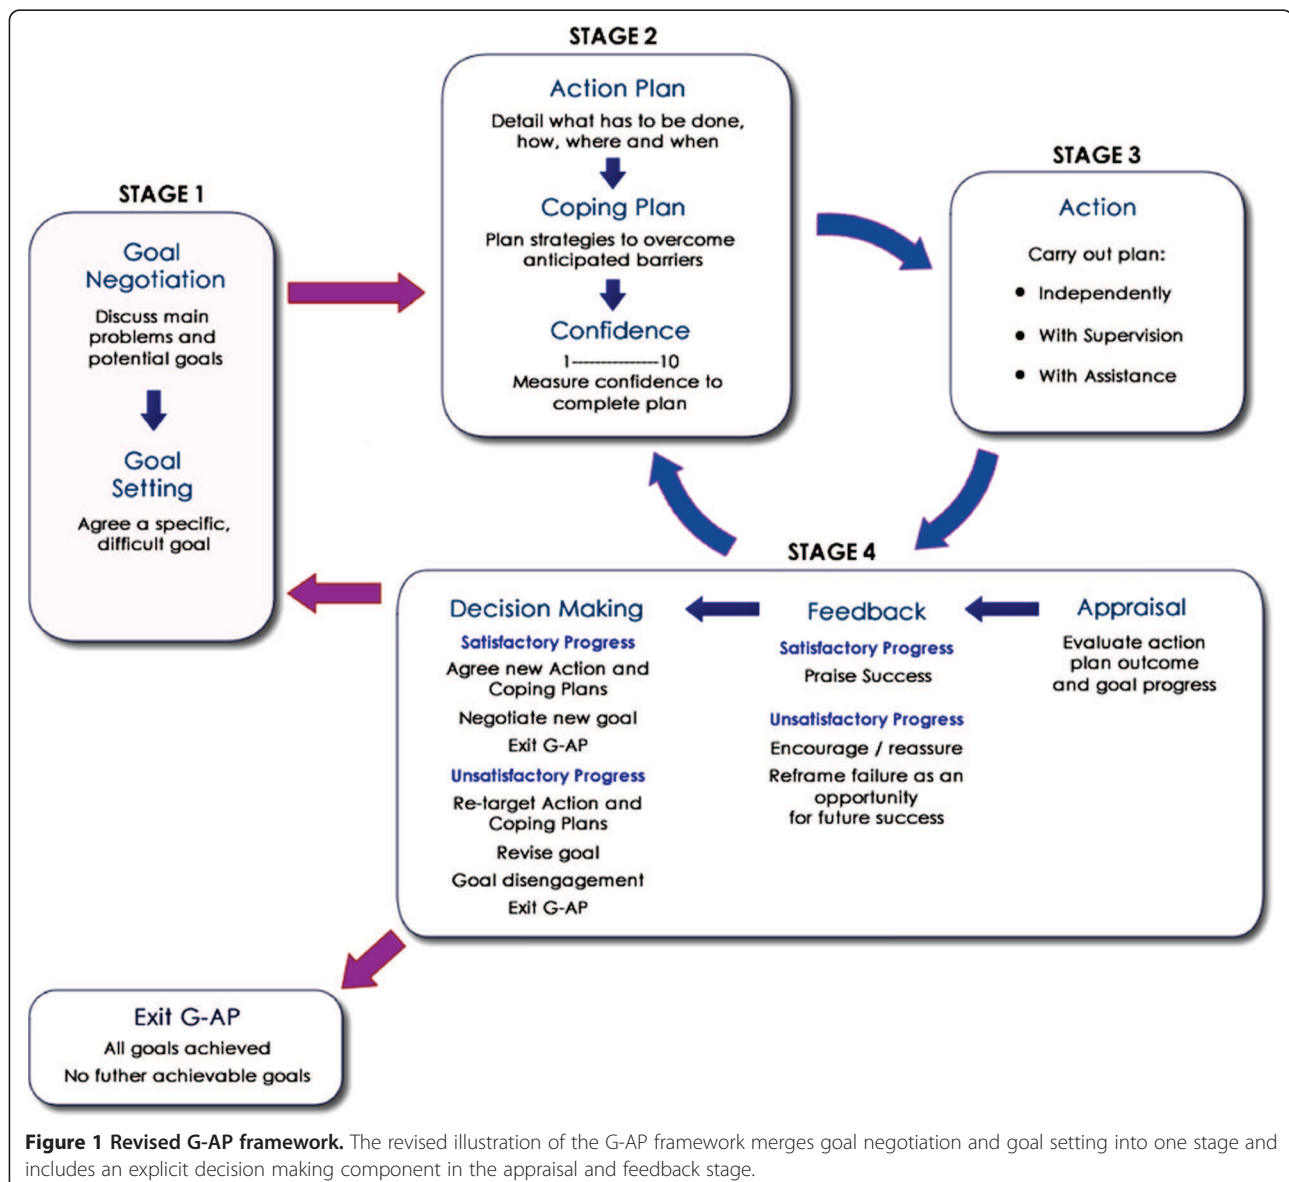 STAGE 1
Goal
Negotiation
Discuss main
problems and
potential goals
Goal
Setting
Agree a specific,
difficult goal
STAGE 2
Action Plan
Detail what has to be done,
how, where and when
Coping Plan
Plan strategies to overcome
anticipated barriers
Confidence
1---------------10
Measure confidence to
complete plan
STAGE 3
Action
Carry out plan:
• Independently
• With Supervision
• With Assistance
STAGE 4
Decision Making
Satisfactory Progress
Agree new Action and
Coping Plans
Negotiate new goal
Exit G-AP
Unsatisfactory Progress
Re-target Action and
Coping Plans
Revise goal
Goal disengagement
Exit G-AP
Feedback
Satisfactory Progress
Praise Success
Unsatisfactory Progress
Encourage / reassure
Reframe failure as an
opportunity
for future success
Appraisal
Evaluate action
plan outcome
and goal progress
Exit G-AP
All goals achieved
No futher achievable goals
Figure 1 Revised G-AP framework. The revised illustration of the G-AP framework merges goal negotiation and goal setting into one stage and
includes an explicit decision making component in the appraisal and feedback stage.